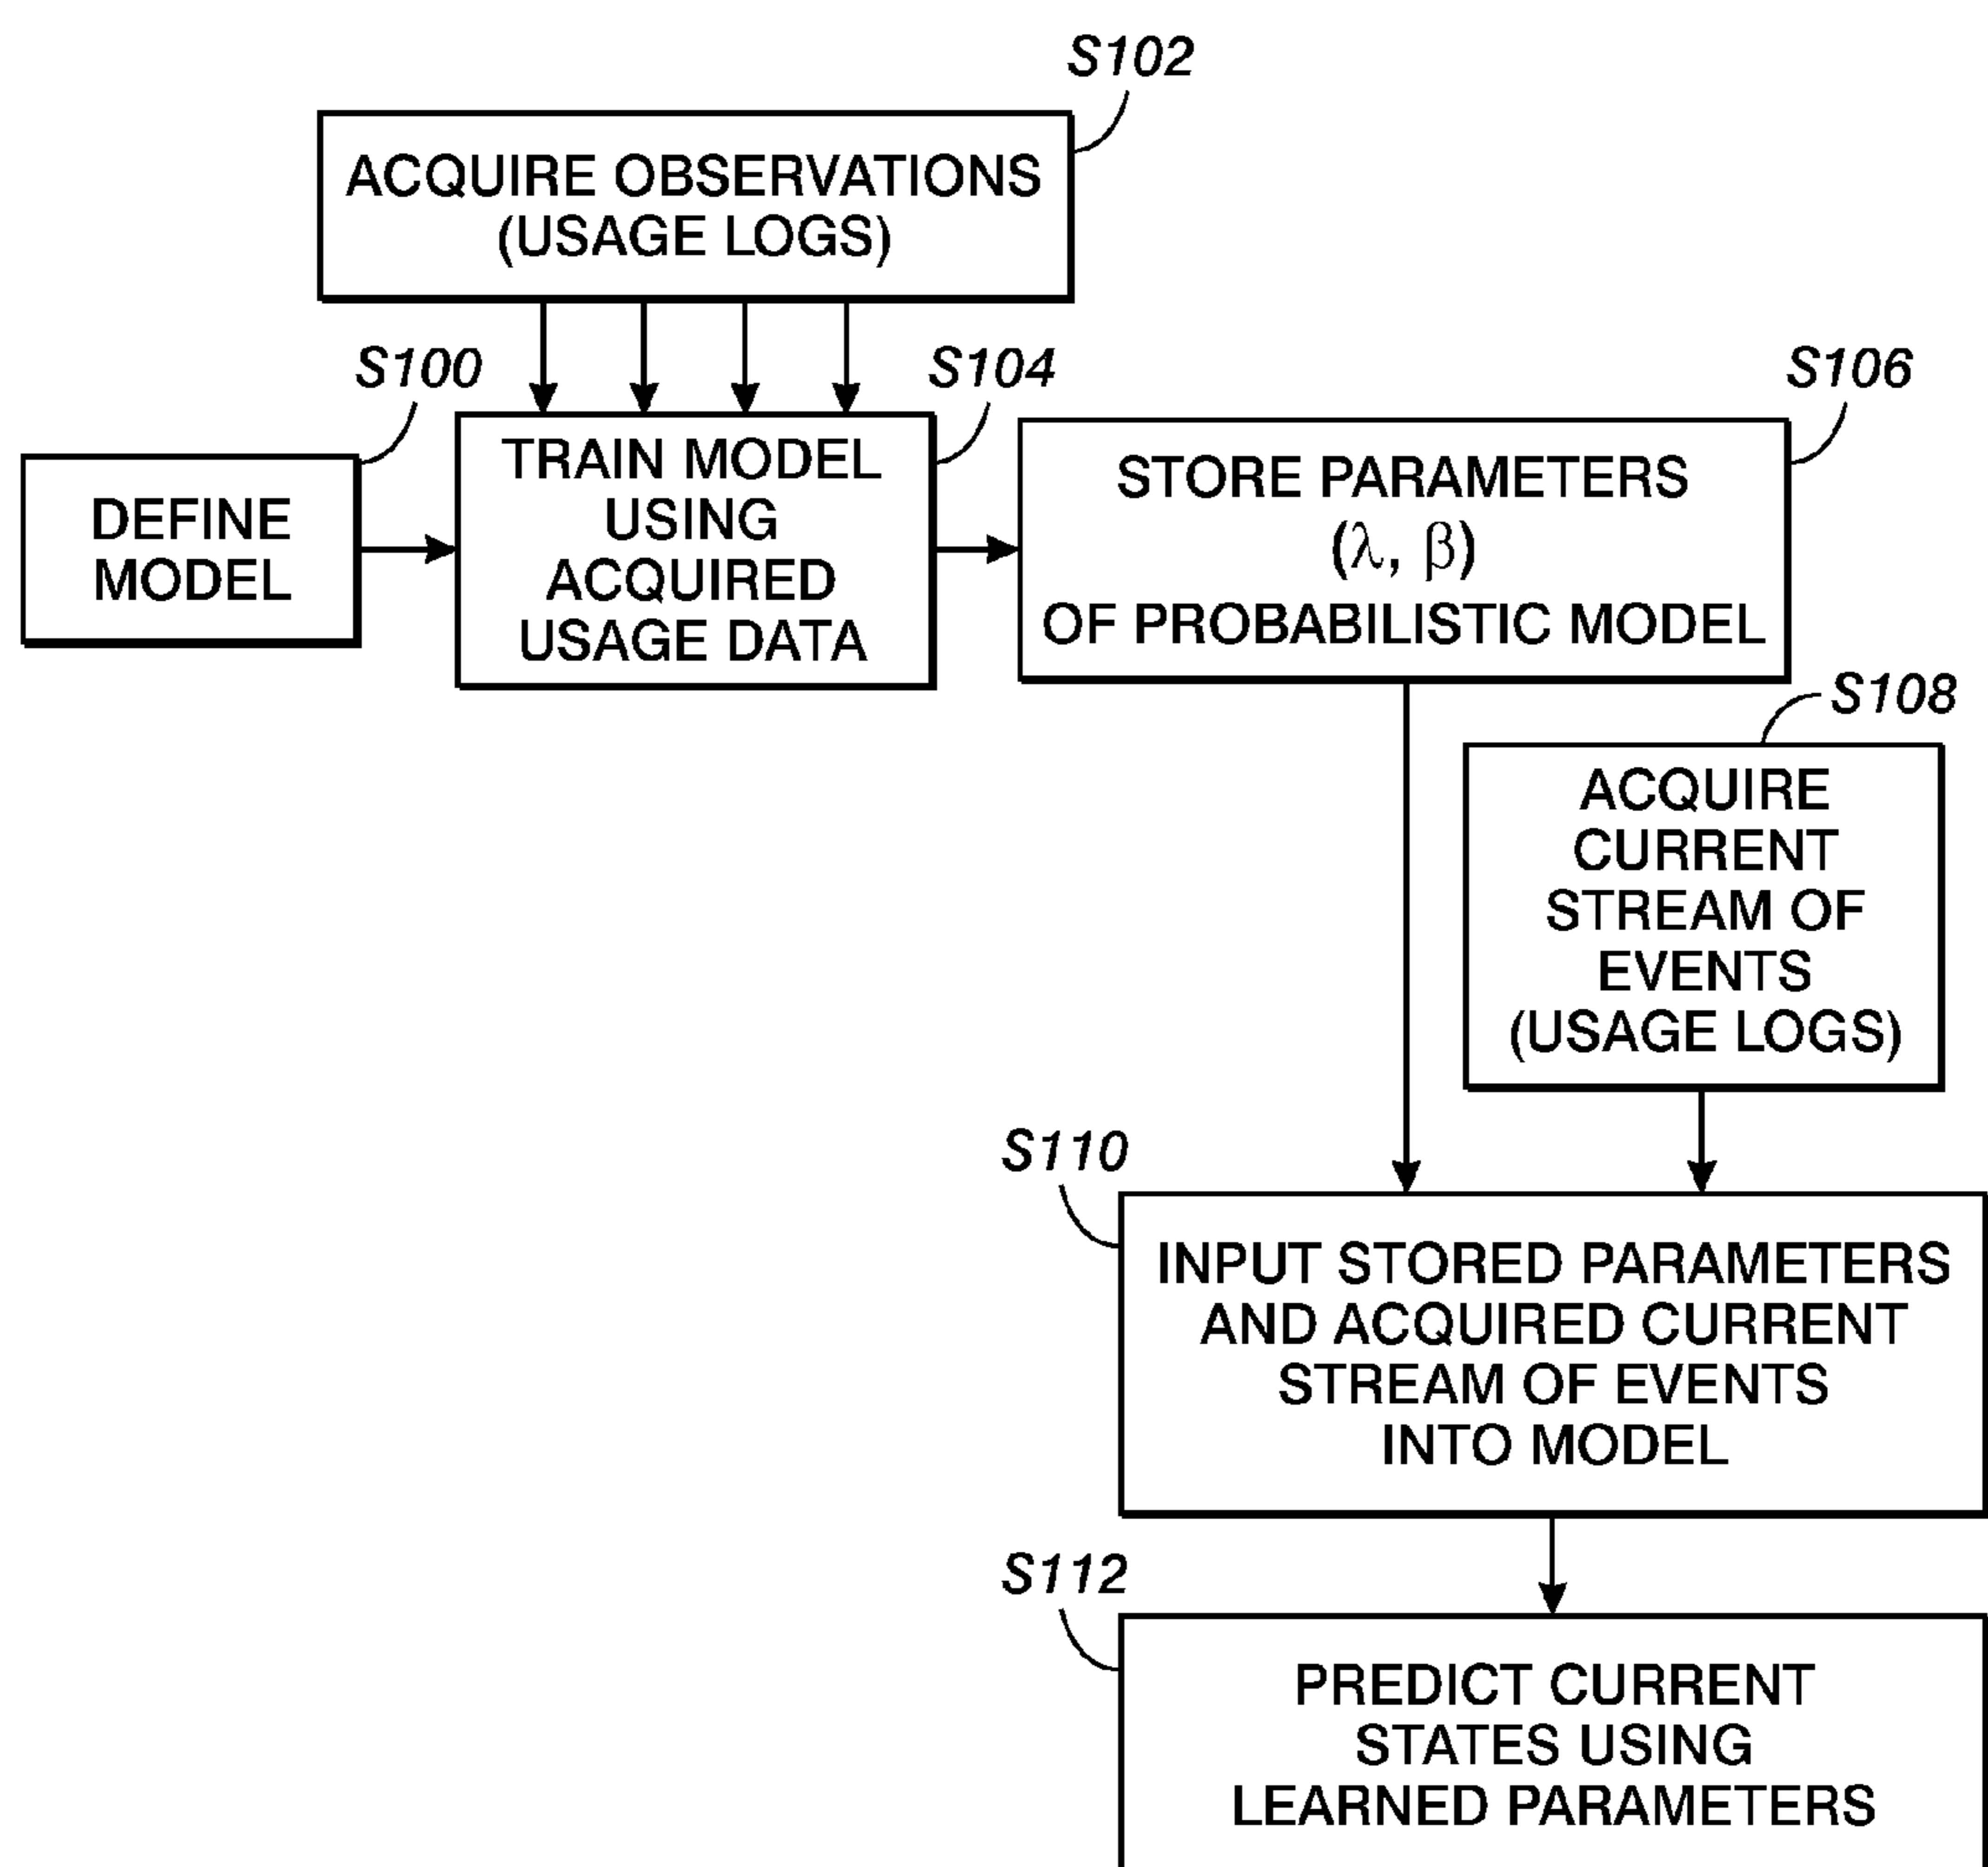 S102
ACQUIRE OBSERVATIONS
(USAGE LOGS)
S100
DEFINE
MODEL
S104
TRAIN MODEL
USING
ACQUIRED
USAGE DATA
S106
STORE PARAMETERS
(λ, β)
OF PROBABILISTIC MODEL
S108
ACQUIRE
CURRENT
STREAM OF
EVENTS
(USAGE LOGS)
S110
INPUT STORED PARAMETERS
AND ACQUIRED CURRENT
STREAM OF EVENTS
INTO MODEL
S112
PREDICT CURRENT
STATES USING
LEARNED PARAMETERS